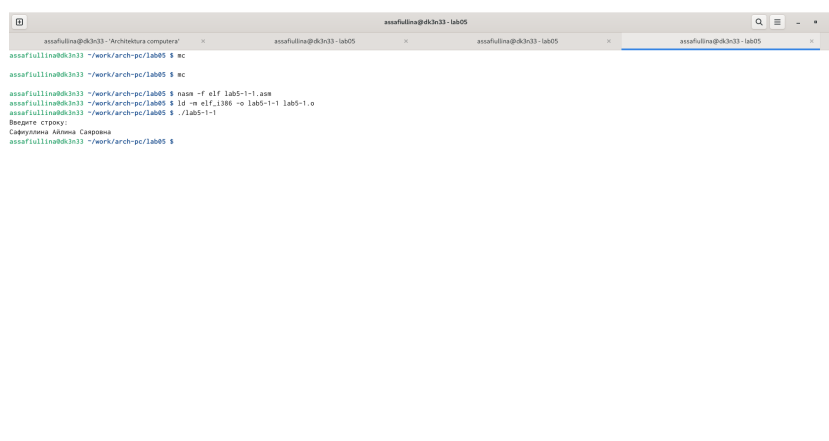 assafiullina@dk3n33 - lab05
assafiullina@dk3n33 - 'Architektura computera'
assafiullina@dk3n33 - lab05
assafiullina@dk3n33 - lab05
assafiullina@dk3n33 - lab05
assafiullina@dk3n33 ~/work/arch-pc/lab05 $ mc
assafiullina@dk3n33 ~/work/arch-pc/lab05 $ mc
assafiullina@dk3n33 ~/work/arch-pc/lab05 $ nasm -f elf lab5-1-1.asm
assafiullina@dk3n33 ~/work/arch-pc/lab05 $ ld -m elf_i386 -o lab5-1-1 lab5-1.o
assafiullina@dk3n33 ~/work/arch-pc/lab05 $ ./lab5-1-1
Введите строку:
Сафиуллина Айлина Саяровна
assafiullina@dk3n33 ~/work/arch-pc/lab05 $